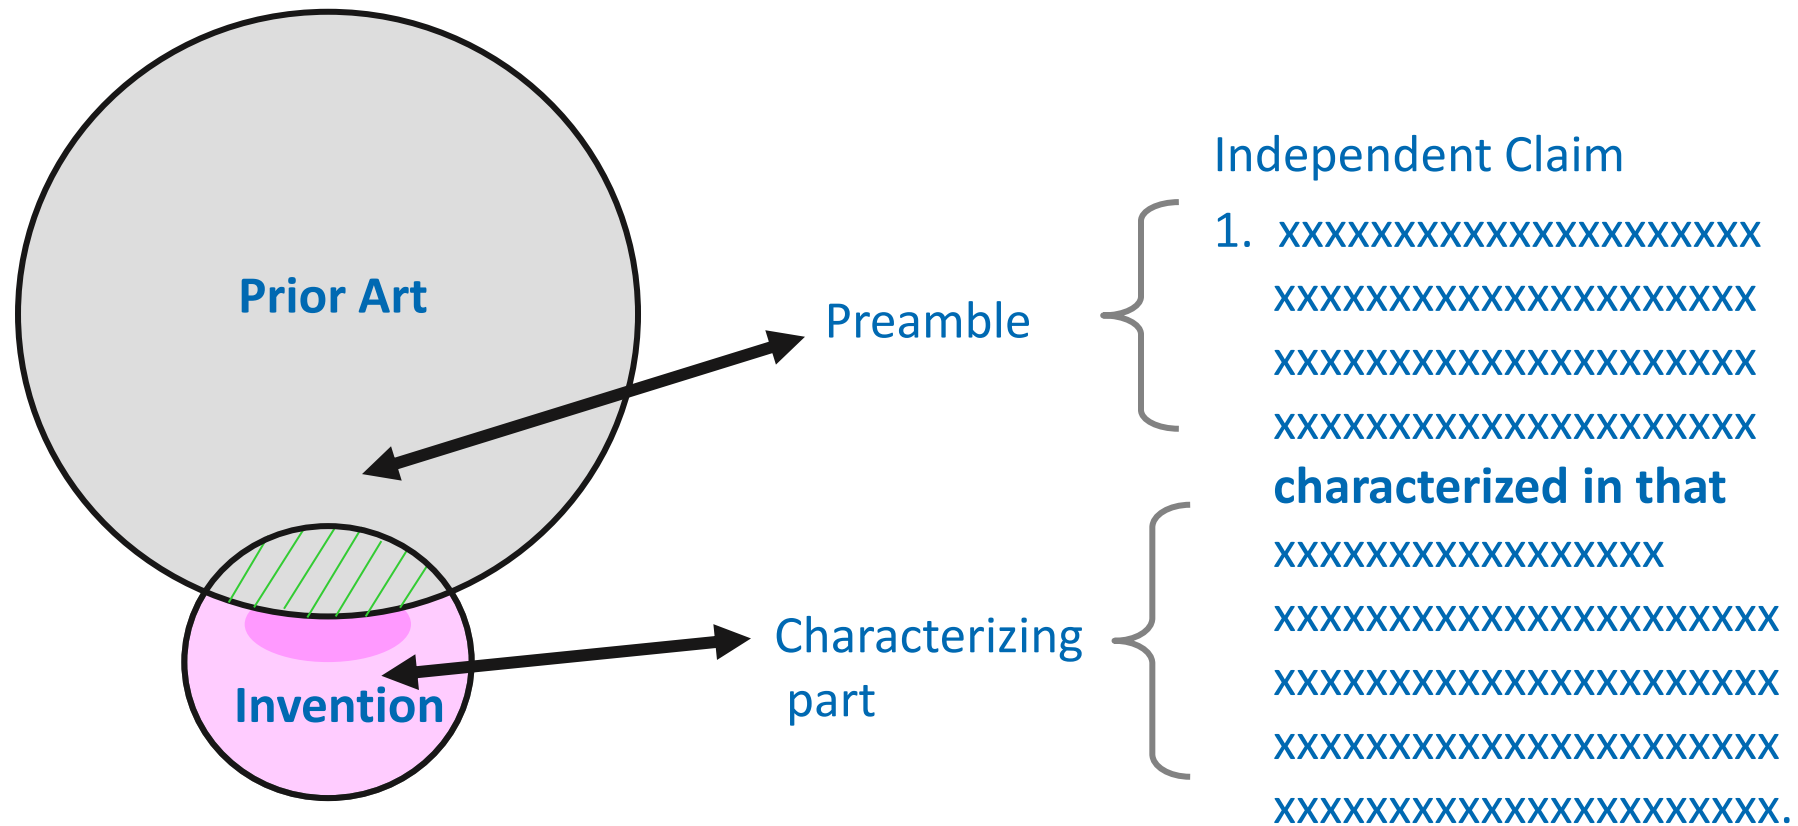 Prior Art
Invention
Preamble
Characterizing
part
Independent Claim
1. xxxxxxxxxxxxxxxxxxxxx
xxxxxxxxxxxxxxxxxxxxx
xxxxxxxxxxxxxxxxxxxxx
xxxxxxxxxxxxxxxxxxxxx
characterized in that
xxxxxxxxxxxxxxxxx
xxxxxxxxxxxxxxxxxxxxxx
xxxxxxxxxxxxxxxxxxxxxx
xxxxxxxxxxxxxxxxxxxxxx
xxxxxxxxxxxxxxxxxxxxxx.